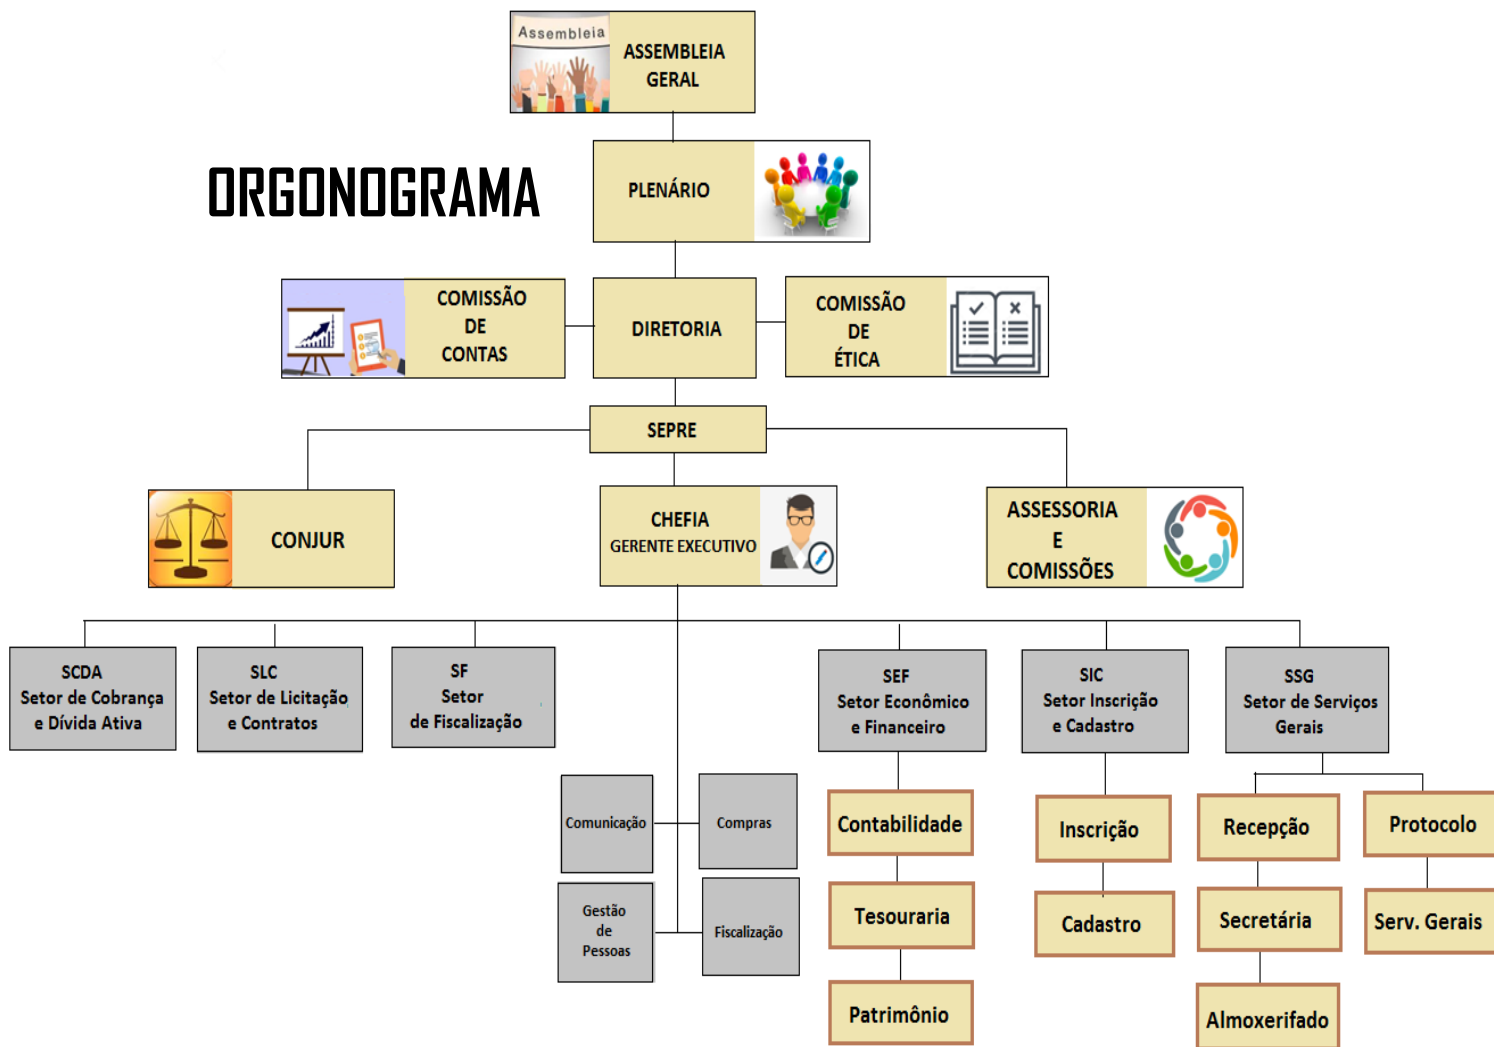 Assembleia
ASSEMBLEIA
GERAL
ORGONOGRAMA
PLENÁRIO
COMISSÃO
DE
CONTAS
DIRETORIA
COMISSÃO
DE
ÉTICA
SEPRE
CONJUR
CHEFIA
GERENTE EXECUTIVO
ASSESSORIA
E
COMISSÕES
SCDA
Setor de Cobrança
e Dívida Ativa
SLC
Setor de Licitação
e Contratos
SF
Setor
de Fiscalização
SEF
Setor Econômico
e Financeiro
SIC
Setor Inscrição
e Cadastro
SSG
Setor de Serviços
Gerais
Comunicação
Compras
Gestão
de
Pessoas
Fiscalização
Contabilidade
Tesouraria
Patrimônio
Inscrição
Cadastro
Recepção
Secretária
Almoxerifado
Protocolo
Serv. Gerais